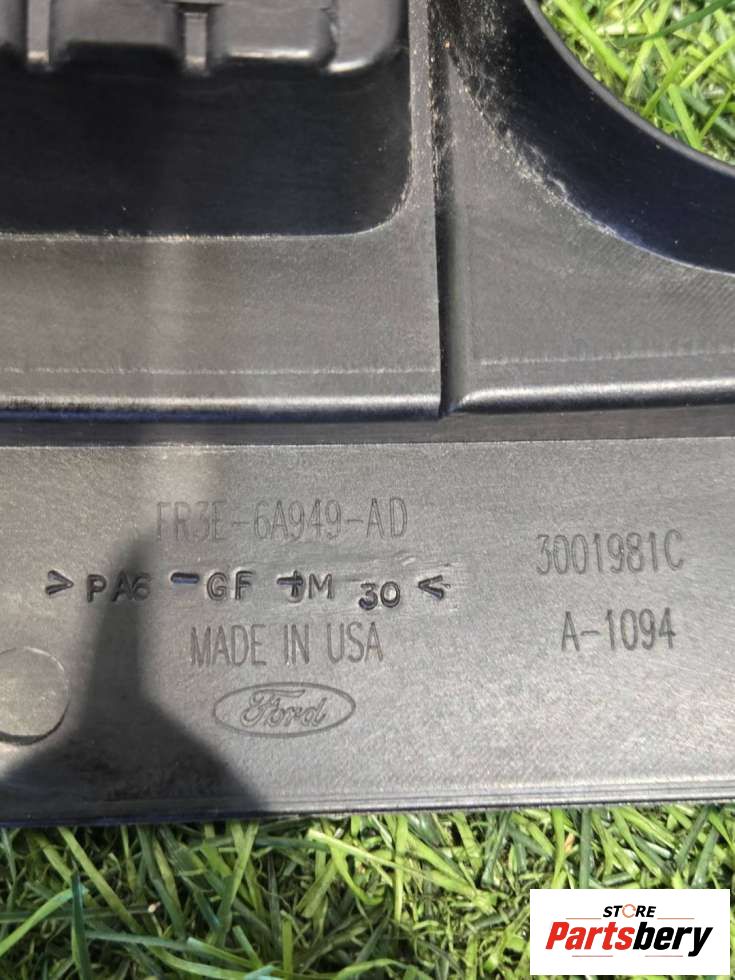 FR3E-6A949-AD
>PA6-GF+M 30<
MADE IN USA
Ford
3001981C
A-1094
STORE
Partsbery